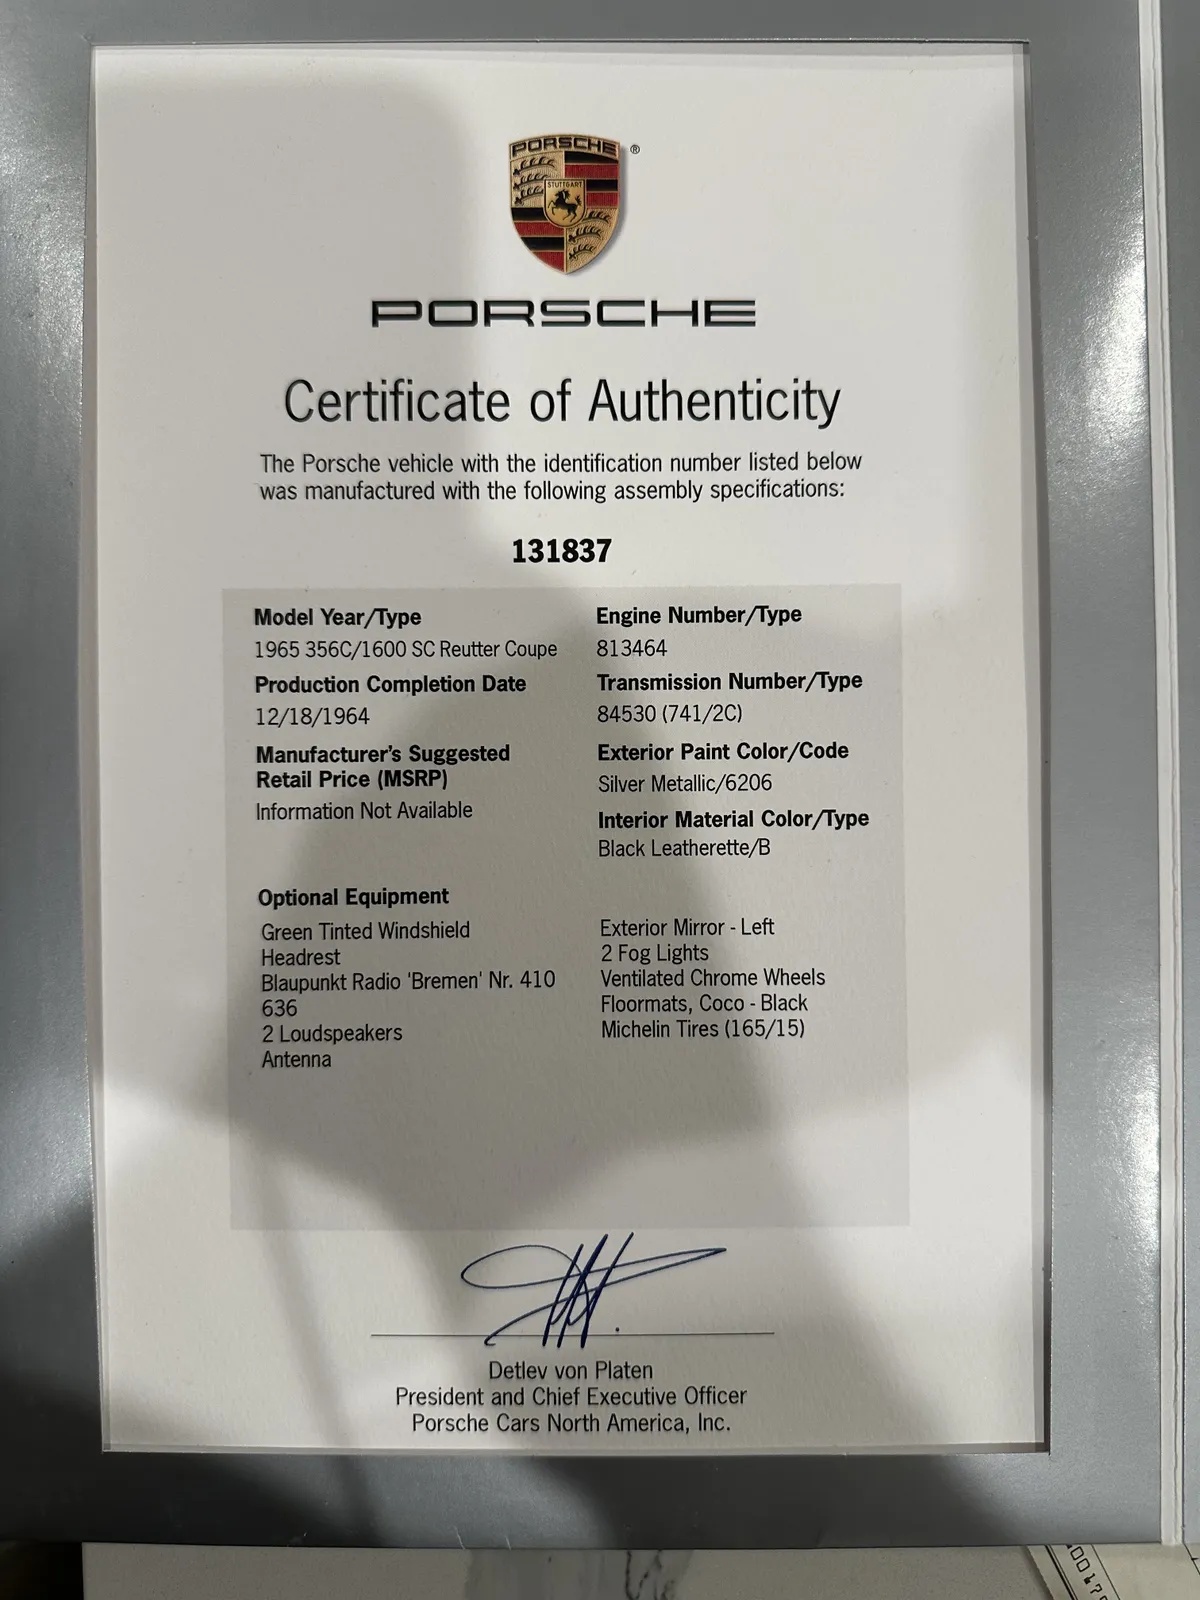 PORSCHE
®
STUTTGART
PORSCHE
Certificate of Authenticity
The Porsche vehicle with the identification number listed below
was manufactured with the following assembly specifications:
131837
Model Year/Type
1965 356C/1600 SC Reutter Coupe
Production Completion Date
12/18/1964
Manufacturer's Suggested
Retail Price (MSRP)
Information Not Available
Engine Number/Type
813464
Transmission Number/Type
84530 (741/2C)
Exterior Paint Color/Code
Silver Metallic/6206
Interior Material Color/Type
Black Leatherette/B
Optional Equipment
Green Tinted Windshield
Headrest
Blaupunkt Radio 'Bremen' Nr. 410
636
2 Loudspeakers
Antenna
Exterior Mirror - Left
2 Fog Lights
Ventilated Chrome Wheels
Floormats, Coco - Black
Michelin Tires (165/15)
Detlev von Platen
President and Chief Executive Officer
Porsche Cars North America, Inc.